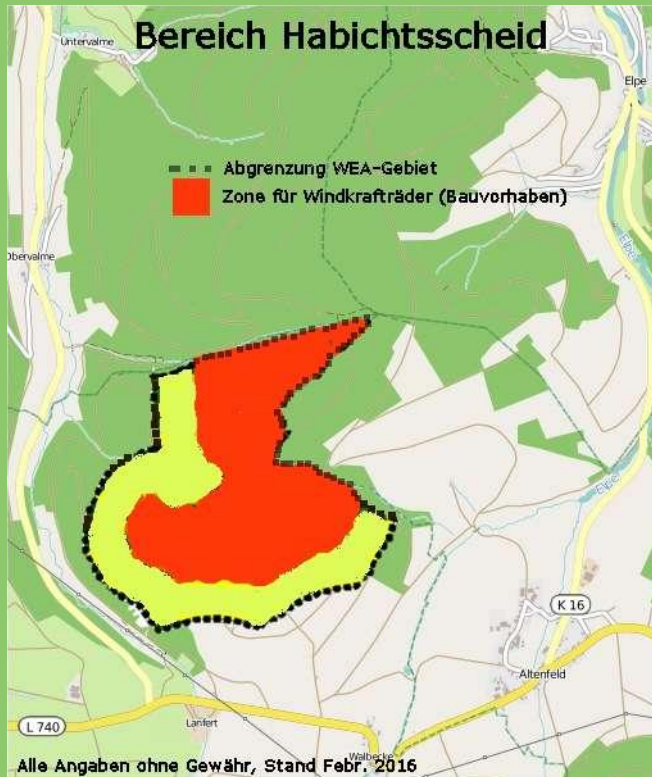 Bereich Habichtsscheid
Untervalme
Elpe
Abgrenzung WEA-Gebiet
Zone für Windkrafträder (Bauvorhaben)
Elpe
Obervalme
Elpe
K 16
Altenfeld
L 740
Lanfert
Walbecke
Alle Angaben ohne Gewähr, Stand Febr. 2016